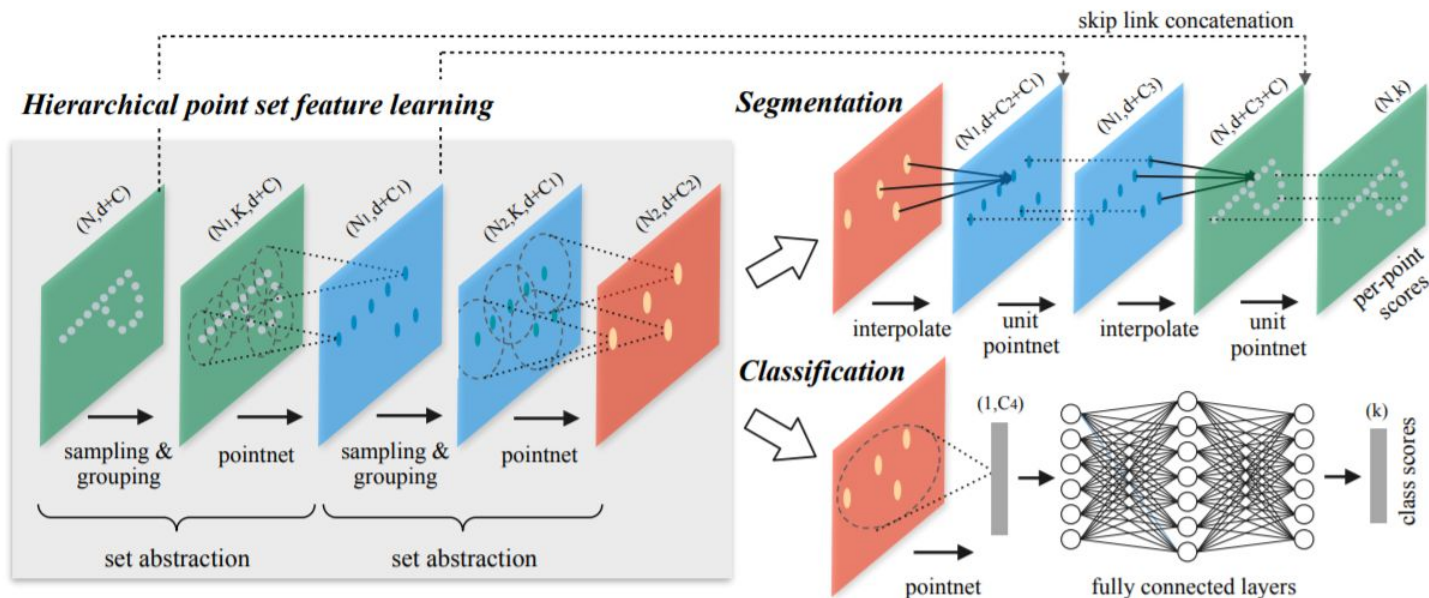 skip link concatenation
Hierarchical point set feature learning
(N,d+C)
(N1,K,d+C)
(N1,d+C1)
(N2,K,d+C1)
(N2,d+C2)
sampling &
grouping
pointnet
sampling &
grouping
pointnet
set abstraction
set abstraction
Segmentation
(N1,d+C2+C1)
(N1,d+C3)
(N,d+C3+C)
(N,k)
interpolate
unit
pointnet
interpolate
unit
pointnet
per-point
scores
Classification
(1,C4)
(k)
pointnet
fully connected layers
class scores